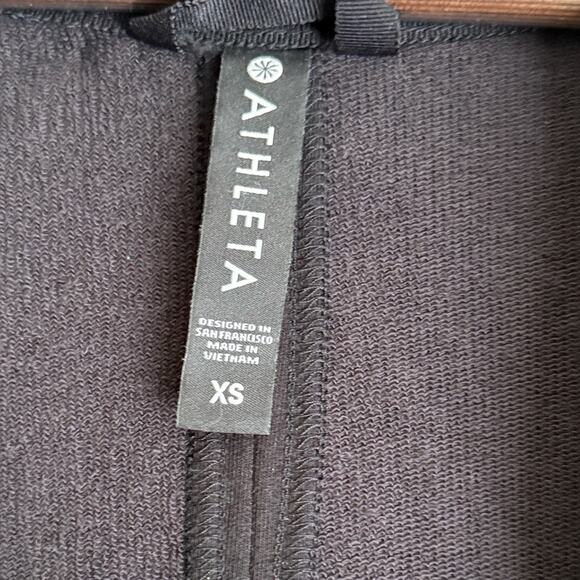 ATHLETA
DESIGNED IN
SAN FRANCISCO
MADE IN
VIETNAM
XS